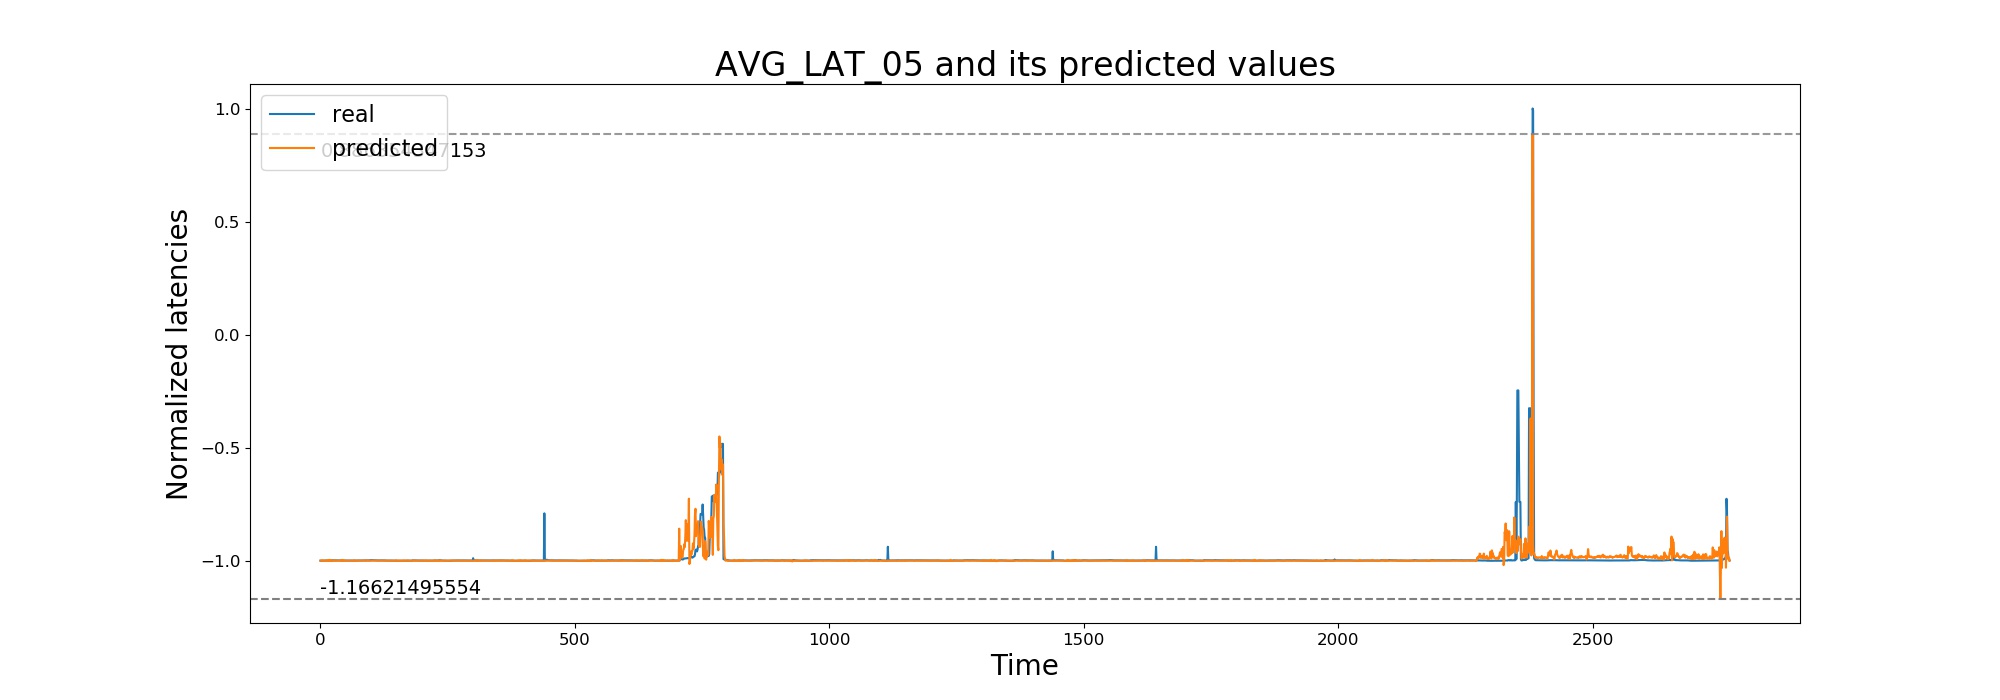 AVG_LAT_05 and its predicted values
real
predicted
1.0
0.5
0.0
−0.5
−1.0
-1.16621495554
Normalized latencies
0
500
1000
1500
2000
2500
Time